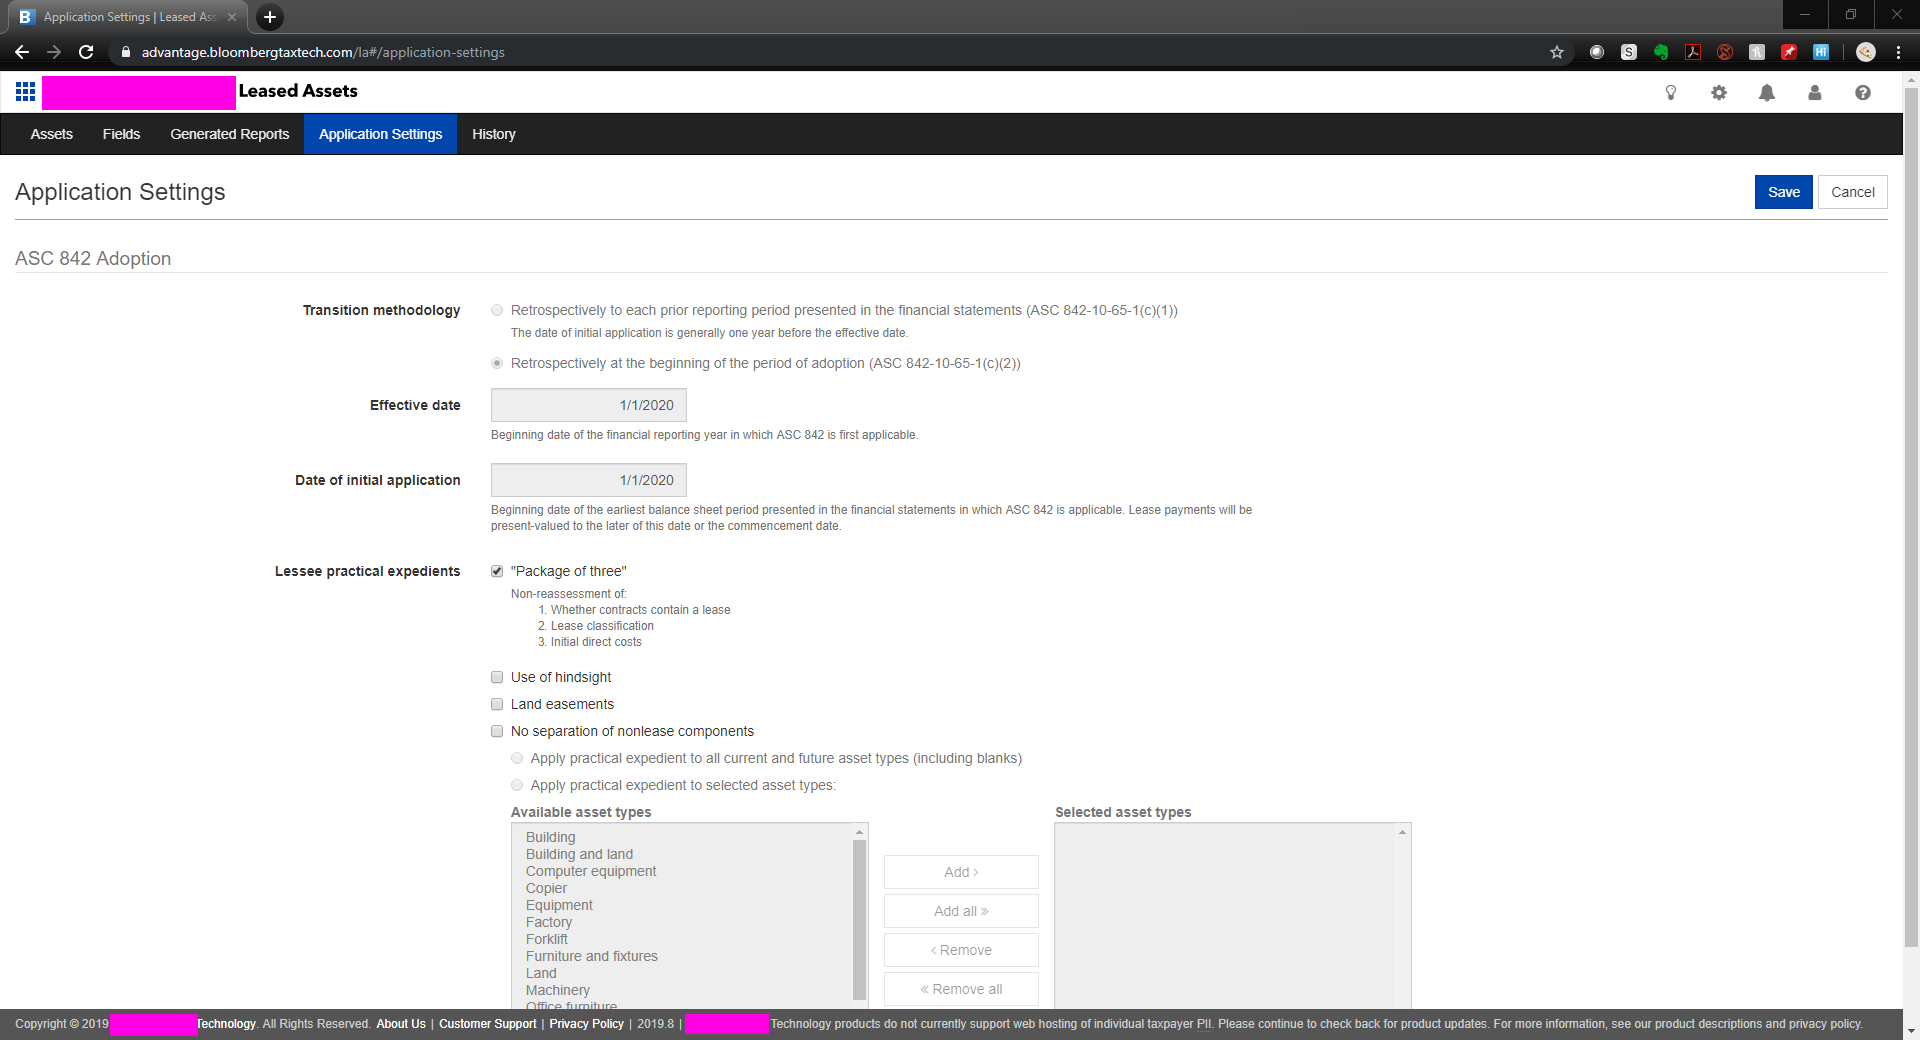 Application Settings | Leased Ass
advantage.bloombergtaxtech.com/la#/application-settings
Leased Assets
Assets Fields Generated Reports Application Settings History
Application Settings
Save Cancel
ASC 842 Adoption
Transition methodology
Retrospectively to each prior reporting period presented in the financial statements (ASC 842-10-65-1(c)(1))
The date of initial application is generally one year before the effective date.
Retrospectively at the beginning of the period of adoption (ASC 842-10-65-1(c)(2))
Effective date 1/1/2020
Beginning date of the financial reporting year in which ASC 842 is first applicable.
Date of initial application 1/1/2020
Beginning date of the earliest balance sheet period presented in the financial statements in which ASC 842 is applicable. Lease payments will be
present-valued to the later of this date or the commencement date.
Lessee practical expedients
"Package of three"
Non-reassessment of:
1. Whether contracts contain a lease
2. Lease classification
3. Initial direct costs
Use of hindsight
Land easements
No separation of nonlease components
Apply practical expedient to all current and future asset types (including blanks)
Apply practical expedient to selected asset types:
Available asset types
Building
Building and land
Computer equipment
Copier
Equipment
Factory
Forklift
Furniture and fixtures
Land
Machinery
Office furniture
Add >
Add all »
< Remove
« Remove all
Selected asset types
Copyright © 2019 Technology. All Rights Reserved. About Us | Customer Support | Privacy Policy | 2019.8 | Technology products do not currently support web hosting of individual taxpayer PII. Please continue to check back for product updates. For more information, see our product descriptions and privacy policy.